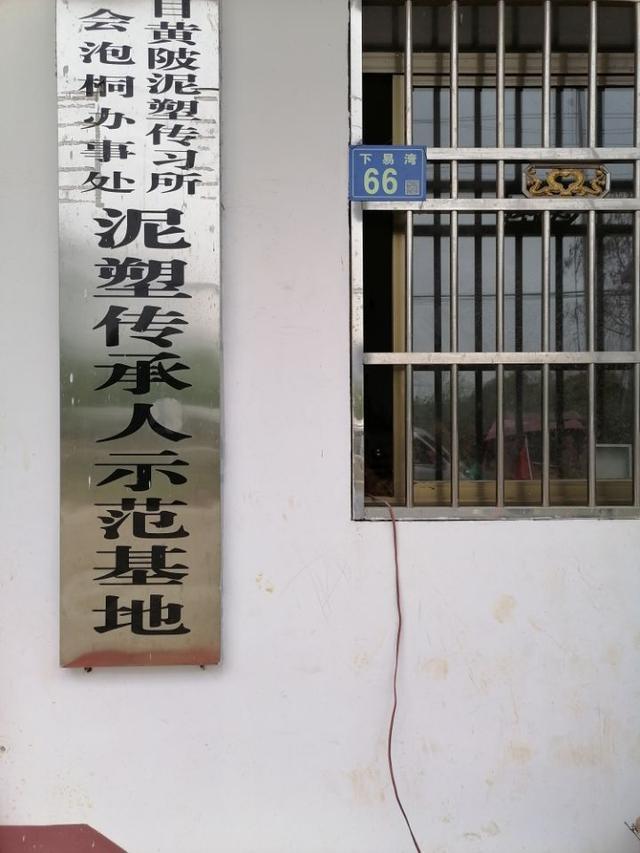 目黄陂泥塑传习所
会泡桐办事处
泥塑传承人示范基地
下易湾
66